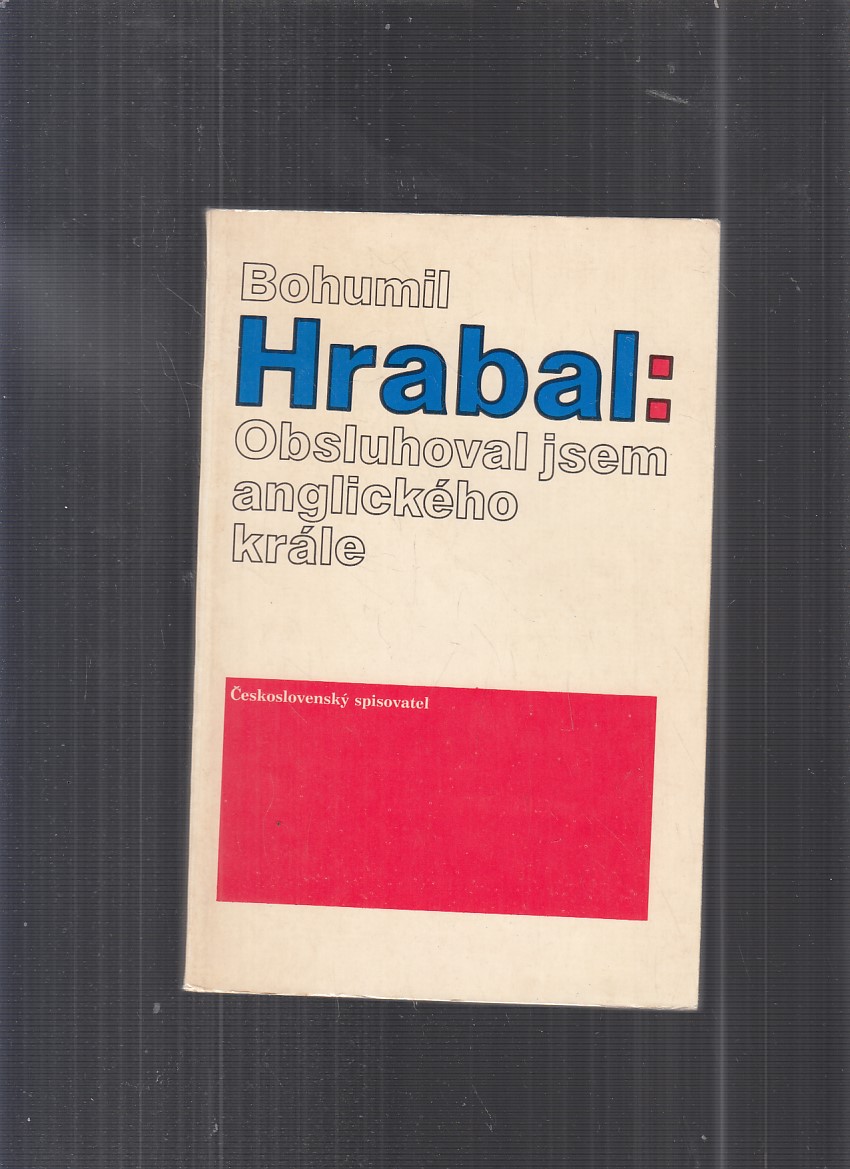 Bohumil
Hrabal:
Obsluhoval jsem
anglického
krále
Československý spisovatel